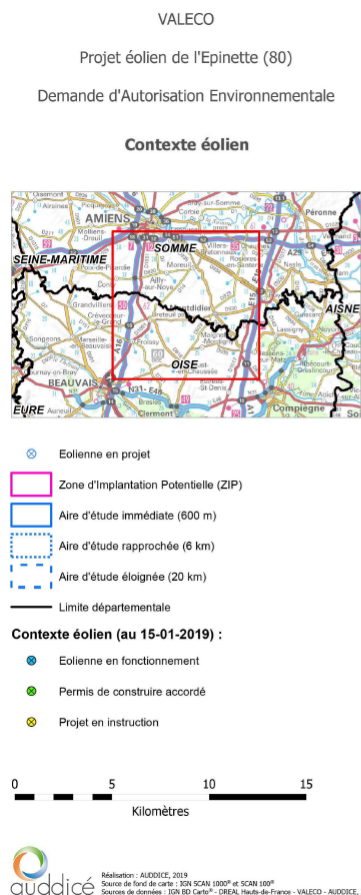 VALECO
Projet éolien de l'Epinette (80)
Demande d'Autorisation Environnementale
Contexte éolien
AMIENS
Péronne
SOMME
SEINE-MARITIME
AISNE
OISE
BEAUVAIS
EURE
Clermont
Compiègne
Eolienne en projet
Zone d'Implantation Potentielle (ZIP)
Aire d'étude immédiate (600 m)
Aire d'étude rapprochée (6 km)
Aire d'étude éloignée (20 km)
Limite départementale
Contexte éolien (au 15-01-2019) :
Eolienne en fonctionnement
Permis de construire accordé
Projet en instruction
0 5 10 15
Kilomètres
auddicé
Réalisation : AUDDICE, 2019
Source de fond de carte : IGN SCAN 1000® et SCAN 100®
Sources de données : IGN BD Carto® - DREAL Hauts-de-France - VALECO - AUDDICE,